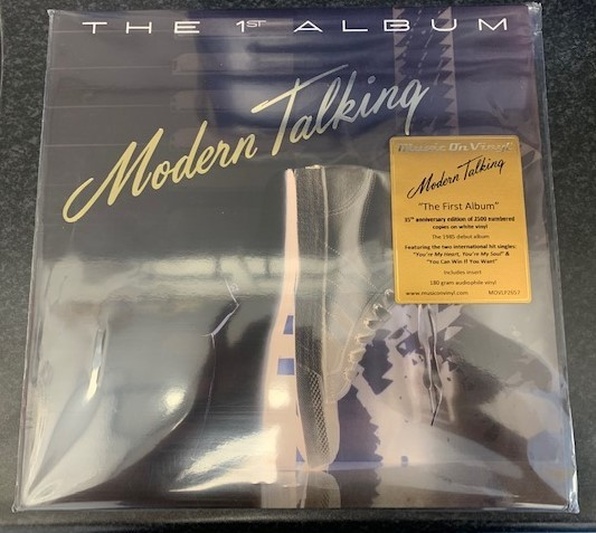 THE 1ST ALBUM
Modern Talking
Music On Vinyl
Modern Talking
"The First Album"
35th anniversary edition of 2500 numbered
copies on white vinyl
The 1985 debut album
Featuring the two international hit singles:
"You're My Heart, You're My Soul" &
"You Can Win If You Want"
Includes insert
180 gram audiophile vinyl
www.musiconvinyl.com MOVLP2657